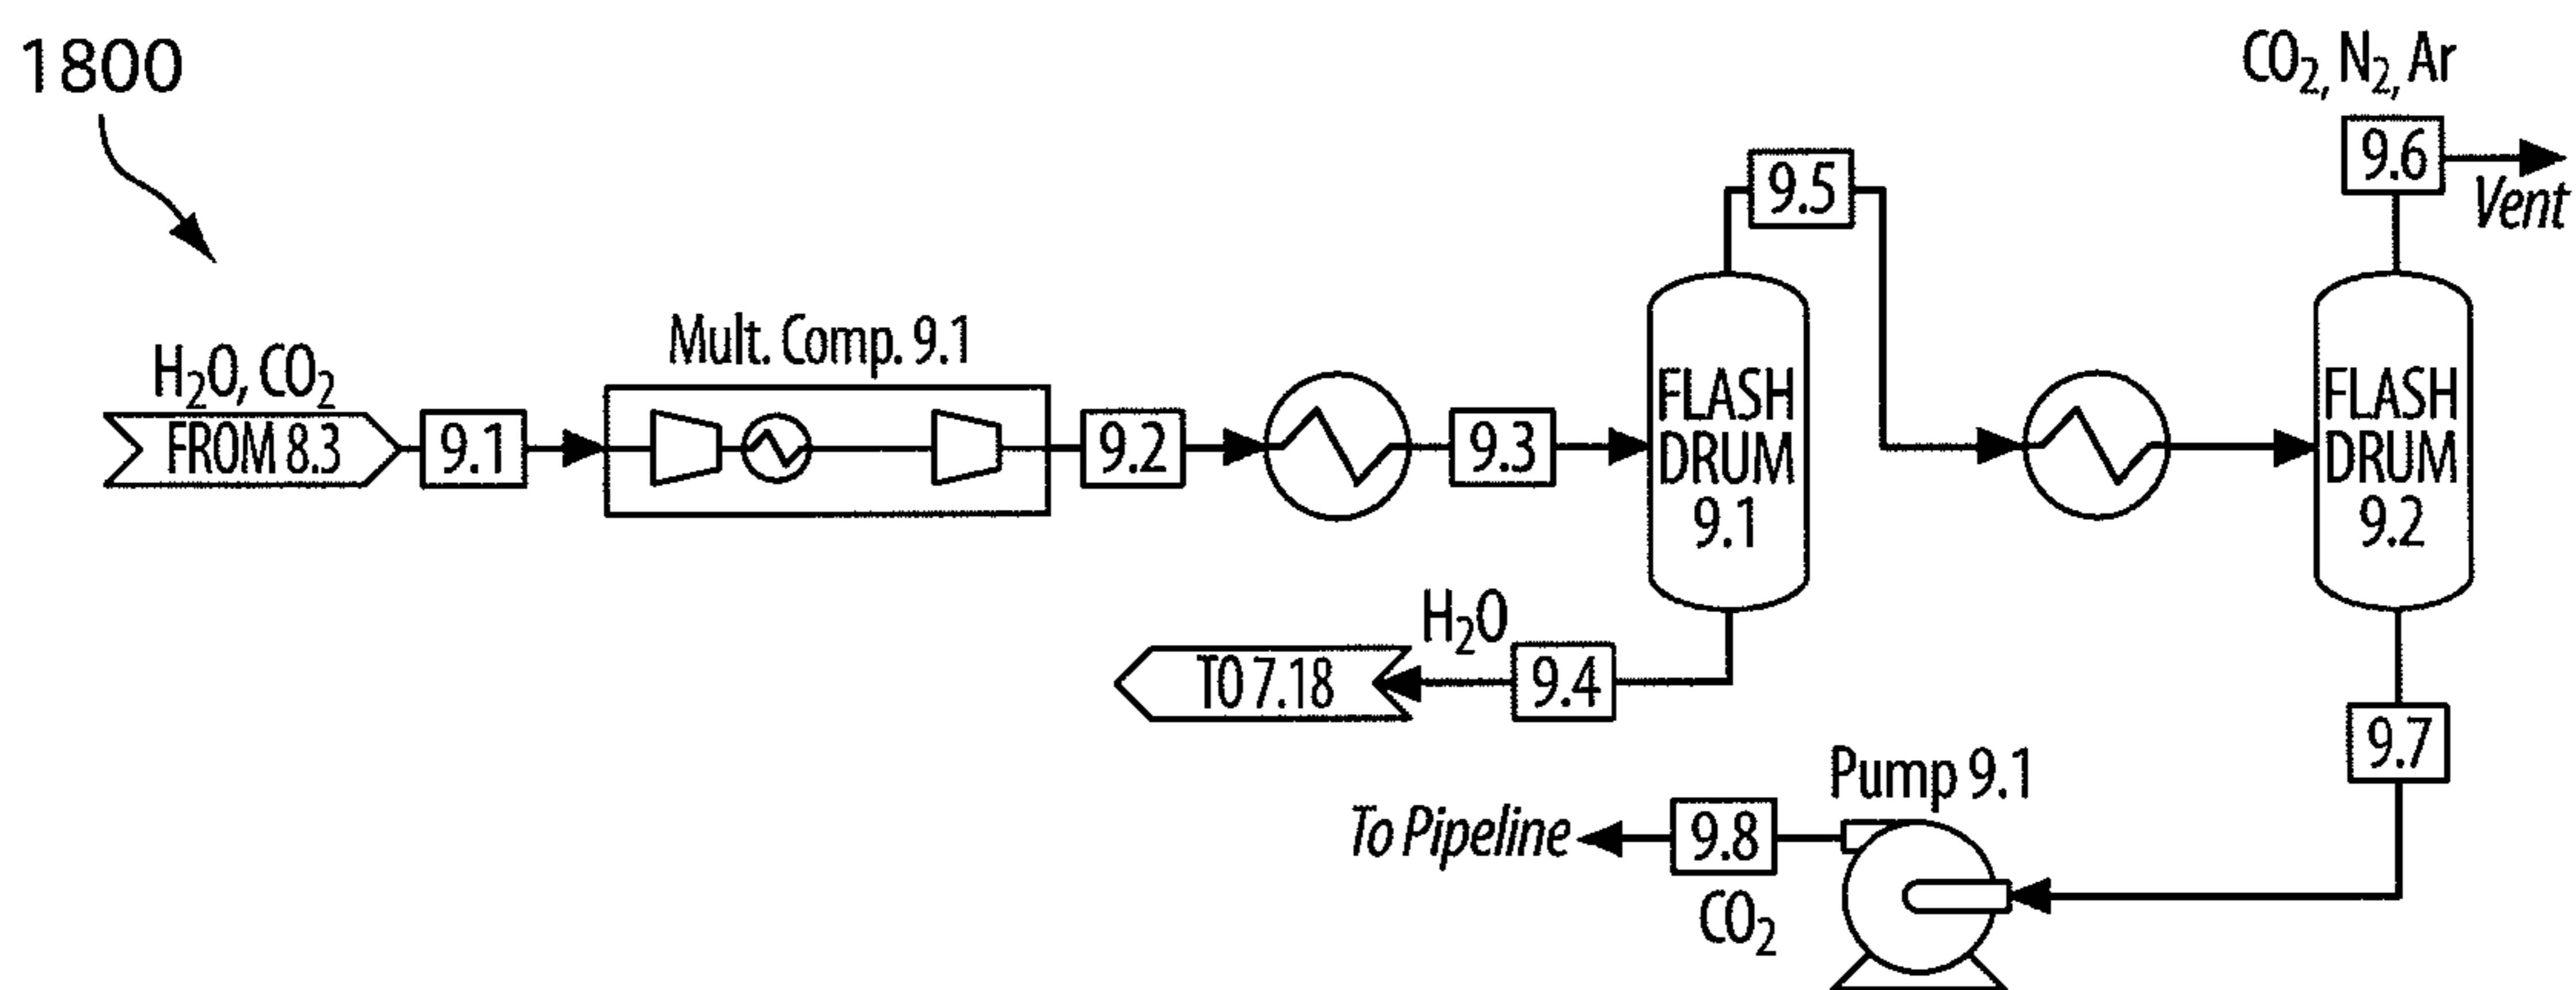 1800
H₂O, CO₂
FROM 8.3
9.1
Mult. Comp. 9.1
9.2
9.3
FLASH
DRUM
9.1
9.5
H₂O
9.4
TO 7.18
CO₂, N₂, Ar
9.6
Vent
FLASH
DRUM
9.2
9.7
Pump 9.1
9.8
CO₂
To Pipeline